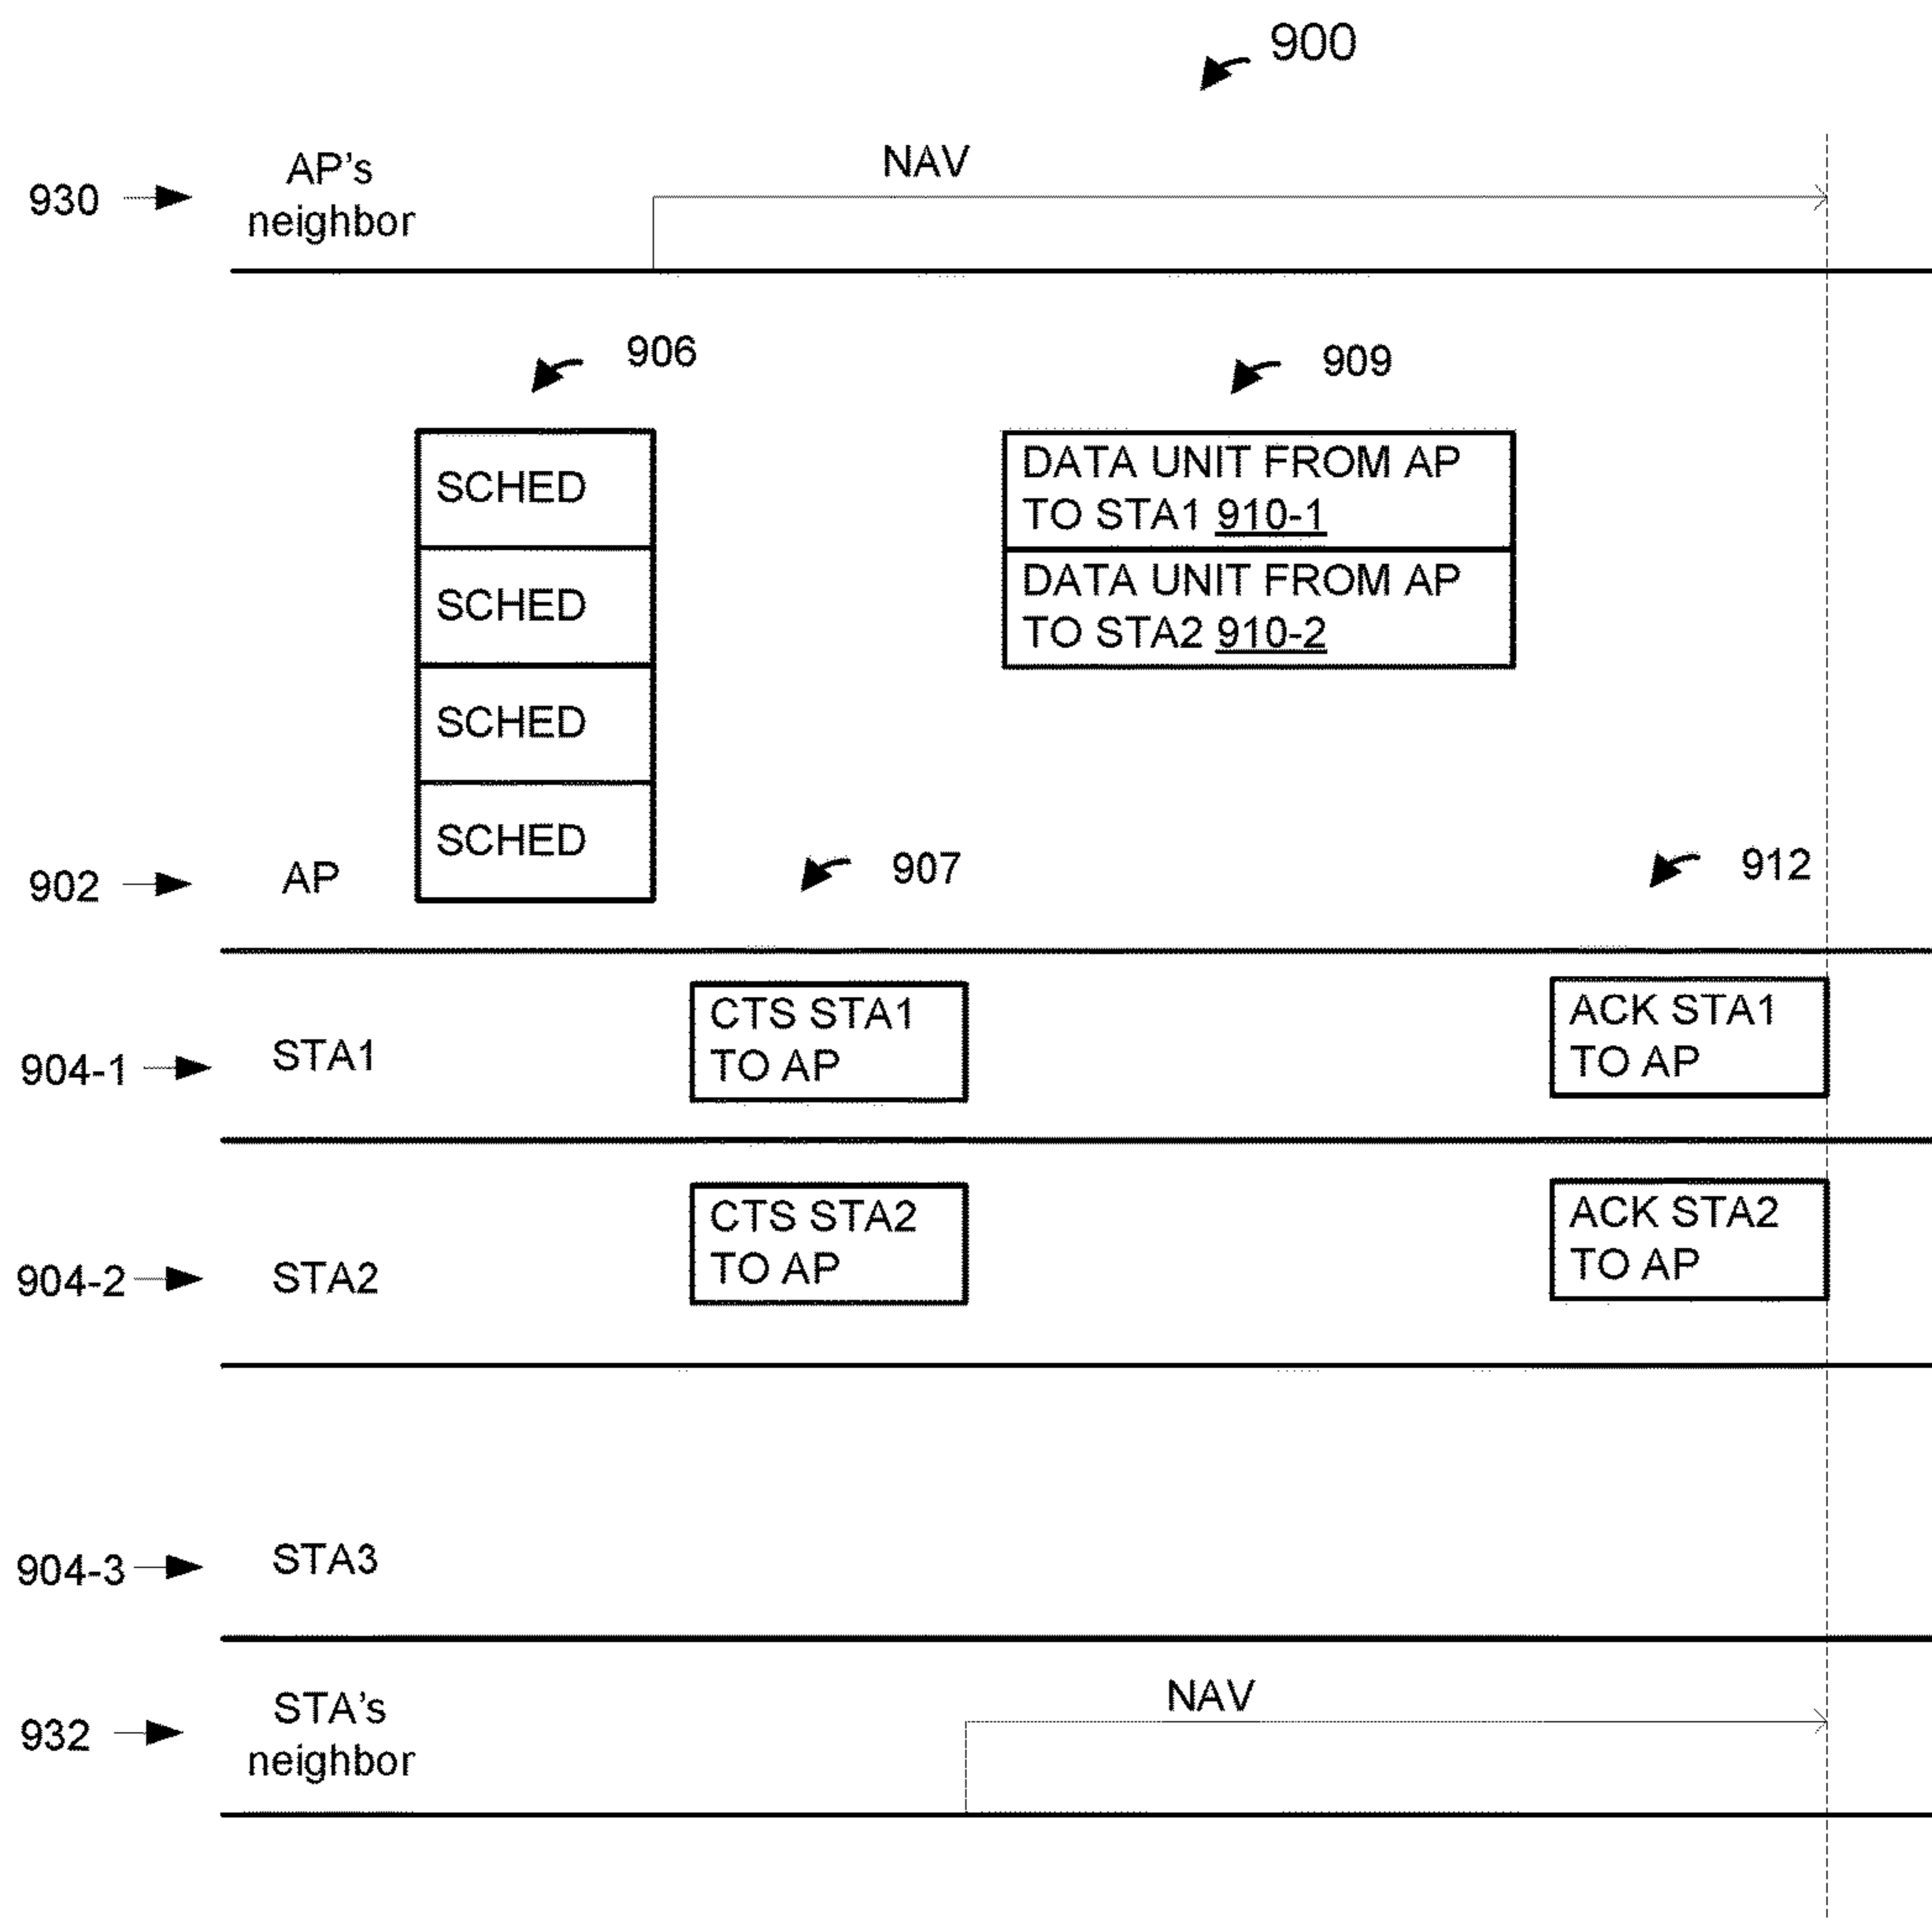 900
NAV
AP's
neighbor
930
906
909
SCHED
SCHED
SCHED
SCHED
DATA UNIT FROM AP
TO STA1 910-1
DATA UNIT FROM AP
TO STA2 910-2
902
AP
907
912
904-1
STA1
CTS STA1
TO AP
ACK STA1
TO AP
904-2
STA2
CTS STA2
TO AP
ACK STA2
TO AP
904-3
STA3
932
STA's
neighbor
NAV